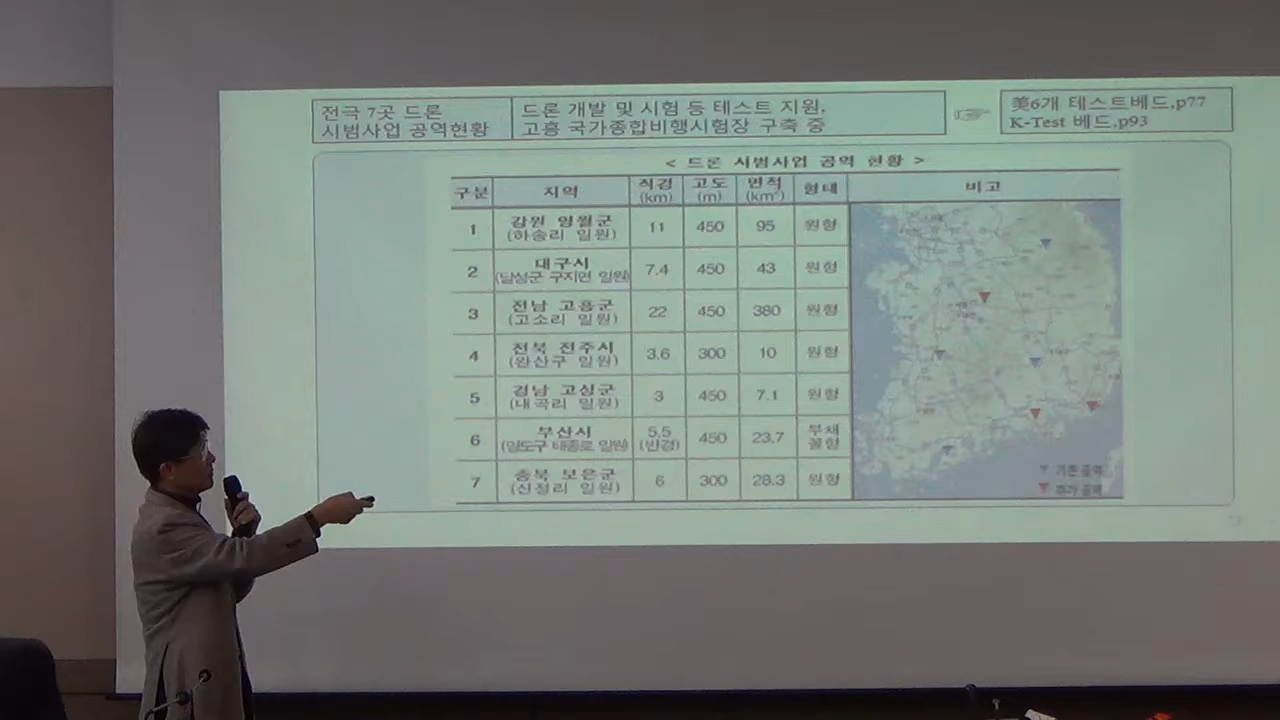 전국 7곳 드론
시범사업 공역현황
드론 개발 및 시험 등 테스트 지원,
고흥 국가종합비행시험장 구축 중
美6개 테스트베드,p77
K-Test 베드,p93
< 드론 시범사업 공역 현황 >
구분 지역 직경 (km) 고도 (m) 면적 (km²) 형태 비고
1 강원 영월군 (하송리 일원) 11 450 95 원형
2 대구시 (달성군 구지면 일원) 7.4 450 43 원형
3 전남 고흥군 (고소리 일원) 22 450 380 원형
4 전북 전주시 (완산구 일원) 3.6 300 10 원형
5 경남 고성군 (내곡리 일원) 3 450 7.1 원형
6 부산시 (영도구 태종로 일원) 5.5 (반경) 450 23.7 부채꼴형
7 충북 보은군 (신정리 일원) 6 300 28.3 원형
기존 공역
추가 공역